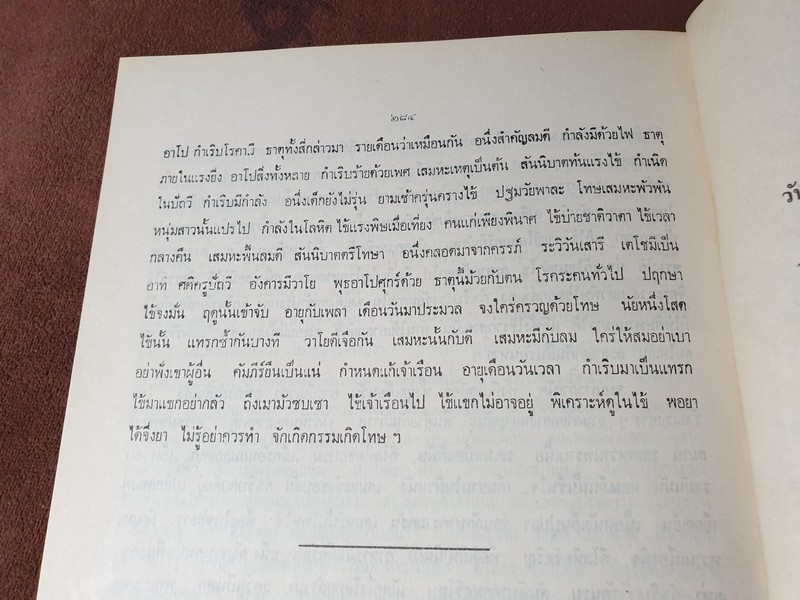 ๒๘๔
อาโป กำเริบโรคาวี ธาตุทั้งสี่กล่าวมา รายเดือนว่าเหมือนกัน อนึ่งสำคัญลมดี กำลังมีด้วยไฟ ธาตุ
ภายในแรงยิ่ง อาโปสิ่งทั้งหลาย กำเริบร้ายด้วยเพศ เสมหะเหตุเป็นต้น สันนิบาตท้นแรงไข้ กำเนิด
ในปัถวี กำเริบมีกำลัง อนึ่งเด็กยังไม่รุ่น ยามเช้าครุ่นครางไข้ ปฐมวัยพาละ โทษเสมหะพัวพัน
หนุ่มสาวนั้นแปรไป กำลังในโลหิต ไข้แรงพิษเมื่อเที่ยง คนแก่เพียงพินาศ ไข้บ่ายชาติวาตา ไข้เวลา
กลางคืน เสมหะฟื้นลมดี สันนิบาตตรีโทษา อนึ่งคลอดมาจากครรภ์ ระวิวันเสารี เตโชมีเป็น
อาทิ ศศิครูปัถวี อังคารมีวาโย พุธอาโปศุกร์ด้วย ธาตุนี้ม้วยกับตน โรคระคนทั่วไป ปฤกษา
ไข้จงมั่น ฤดูนั้นเข้าจับ อายุกับเพลา เดือนวันมาประมวล จงใคร่ครวญด้วยโทษ นัยหนึ่งโสด
ไข้นั้น แทรกซ้ำกันบางที วาโยดีเจือกัน เสมหะนั้นกับดี เสมหะมีกับลม ใคร่ให้สมอย่าเบา
อย่าฟังเขาผู้อื่น คัมภีร์ยืนเป็นแน่ กำหนดแก้เจ้าเรือน อายุเดือนวันเวลา กำเริบมาเป็นแทรก
ไข้มาแขกอย่ากลัว ถึงเมามัวซบเซา ไข้เจ้าเรือนไป ไข้แขกไม่อาจอยู่ พิเคราะห์ดูในไข้ พอยา
ได้จึ่งยา ไม่รู้อย่าควรทำ จักเกิดกรรมเกิดโทษ ฯ
วัน